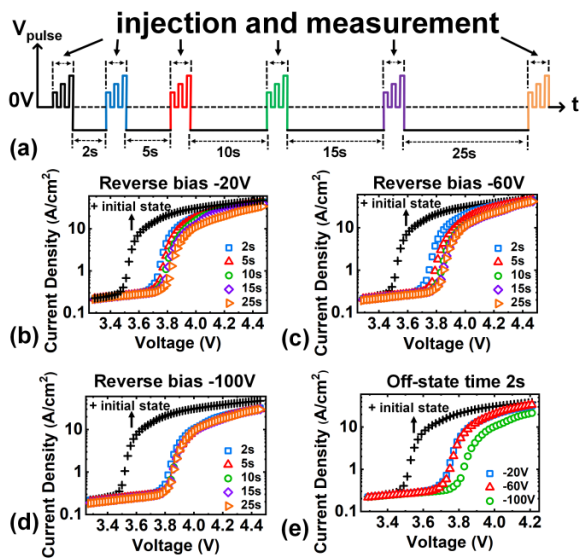 injection and measurement
V_pulse
0V
t
2s
5s
10s
15s
25s
(a)
Reverse bias -20V
Current Density (A/cm²)
10
1
0.1
+ initial state
2s
5s
10s
15s
25s
3.4 3.6 3.8 4.0 4.2 4.4
Voltage (V)
(b)
Reverse bias -60V
Current Density (A/cm²)
10
1
0.1
+ initial state
2s
5s
10s
15s
25s
3.4 3.6 3.8 4.0 4.2 4.4
Voltage (V)
(c)
Reverse bias -100V
Current Density (A/cm²)
10
1
0.1
+ initial state
2s
5s
10s
15s
25s
3.4 3.6 3.8 4.0 4.2 4.4
Voltage (V)
(d)
Off-state time 2s
Current Density (A/cm²)
10
1
0.1
+ initial state
-20V
-60V
-100V
3.4 3.6 3.8 4.0 4.2
Voltage (V)
(e)